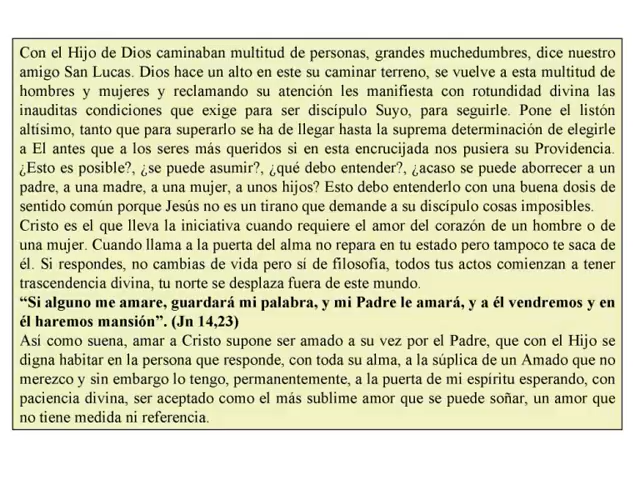 Con el Hijo de Dios caminaban multitud de personas, grandes muchedumbres, dice nuestro
amigo San Lucas. Dios hace un alto en este su caminar terreno, se vuelve a esta multitud de
hombres y mujeres y reclamando su atención les manifiesta con rotundidad divina las
inauditas condiciones que exige para ser discípulo Suyo, para seguirle. Pone el listón
altísimo, tanto que para superarlo se ha de llegar hasta la suprema determinación de elegirle
a El antes que a los seres más queridos si en esta encrucijada nos pusiera su Providencia.
¿Esto es posible?, ¿se puede asumir?, ¿qué debo entender?, ¿acaso se puede aborrecer a un
padre, a una madre, a una mujer, a unos hijos? Esto debo entenderlo con una buena dosis de
sentido común porque Jesús no es un tirano que demande a su discípulo cosas imposibles.
Cristo es el que lleva la iniciativa cuando requiere el amor del corazón de un hombre o de
una mujer. Cuando llama a la puerta del alma no repara en tu estado pero tampoco te saca de
él. Si respondes, no cambias de vida pero sí de filosofía, todos tus actos comienzan a tener
trascendencia divina, tu norte se desplaza fuera de este mundo.
“Si alguno me amare, guardará mi palabra, y mi Padre le amará, y a él vendremos y en
él haremos mansión”. (Jn 14,23)
Así como suena, amar a Cristo supone ser amado a su vez por el Padre, que con el Hijo se
digna habitar en la persona que responde, con toda su alma, a la súplica de un Amado que no
merezco y sin embargo lo tengo, permanentemente, a la puerta de mi espíritu esperando, con
paciencia divina, ser aceptado como el más sublime amor que se puede soñar, un amor que
no tiene medida ni referencia.